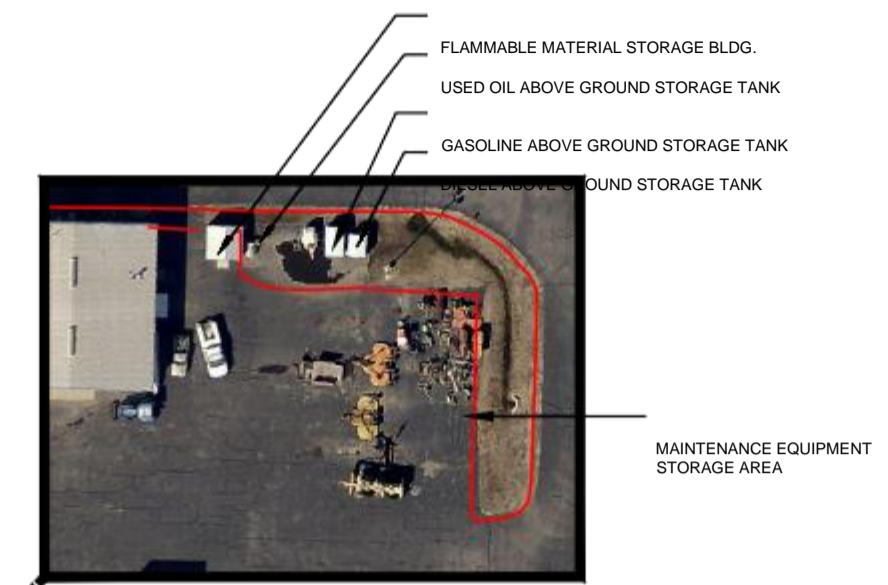 FLAMMABLE MATERIAL STORAGE BLDG.
USED OIL ABOVE GROUND STORAGE TANK
GASOLINE ABOVE GROUND STORAGE TANK
DIESEL ABOVE GROUND STORAGE TANK
MAINTENANCE EQUIPMENT
STORAGE AREA